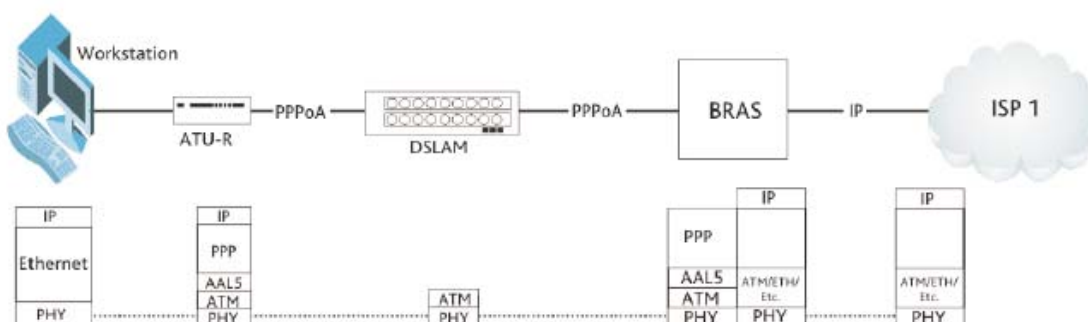 Workstation
ATU-R
PPPoA
DSLAM
PPPoA
BRAS
IP
ISP 1
IP
Ethernet
PHY
IP
PPP
AAL5
ATM
PHY
ATM
PHY
PPP
AAL5
ATM
PHY
IP
ATM/ETH/
Etc.
PHY
IP
ATM/ETH/
Etc.
PHY